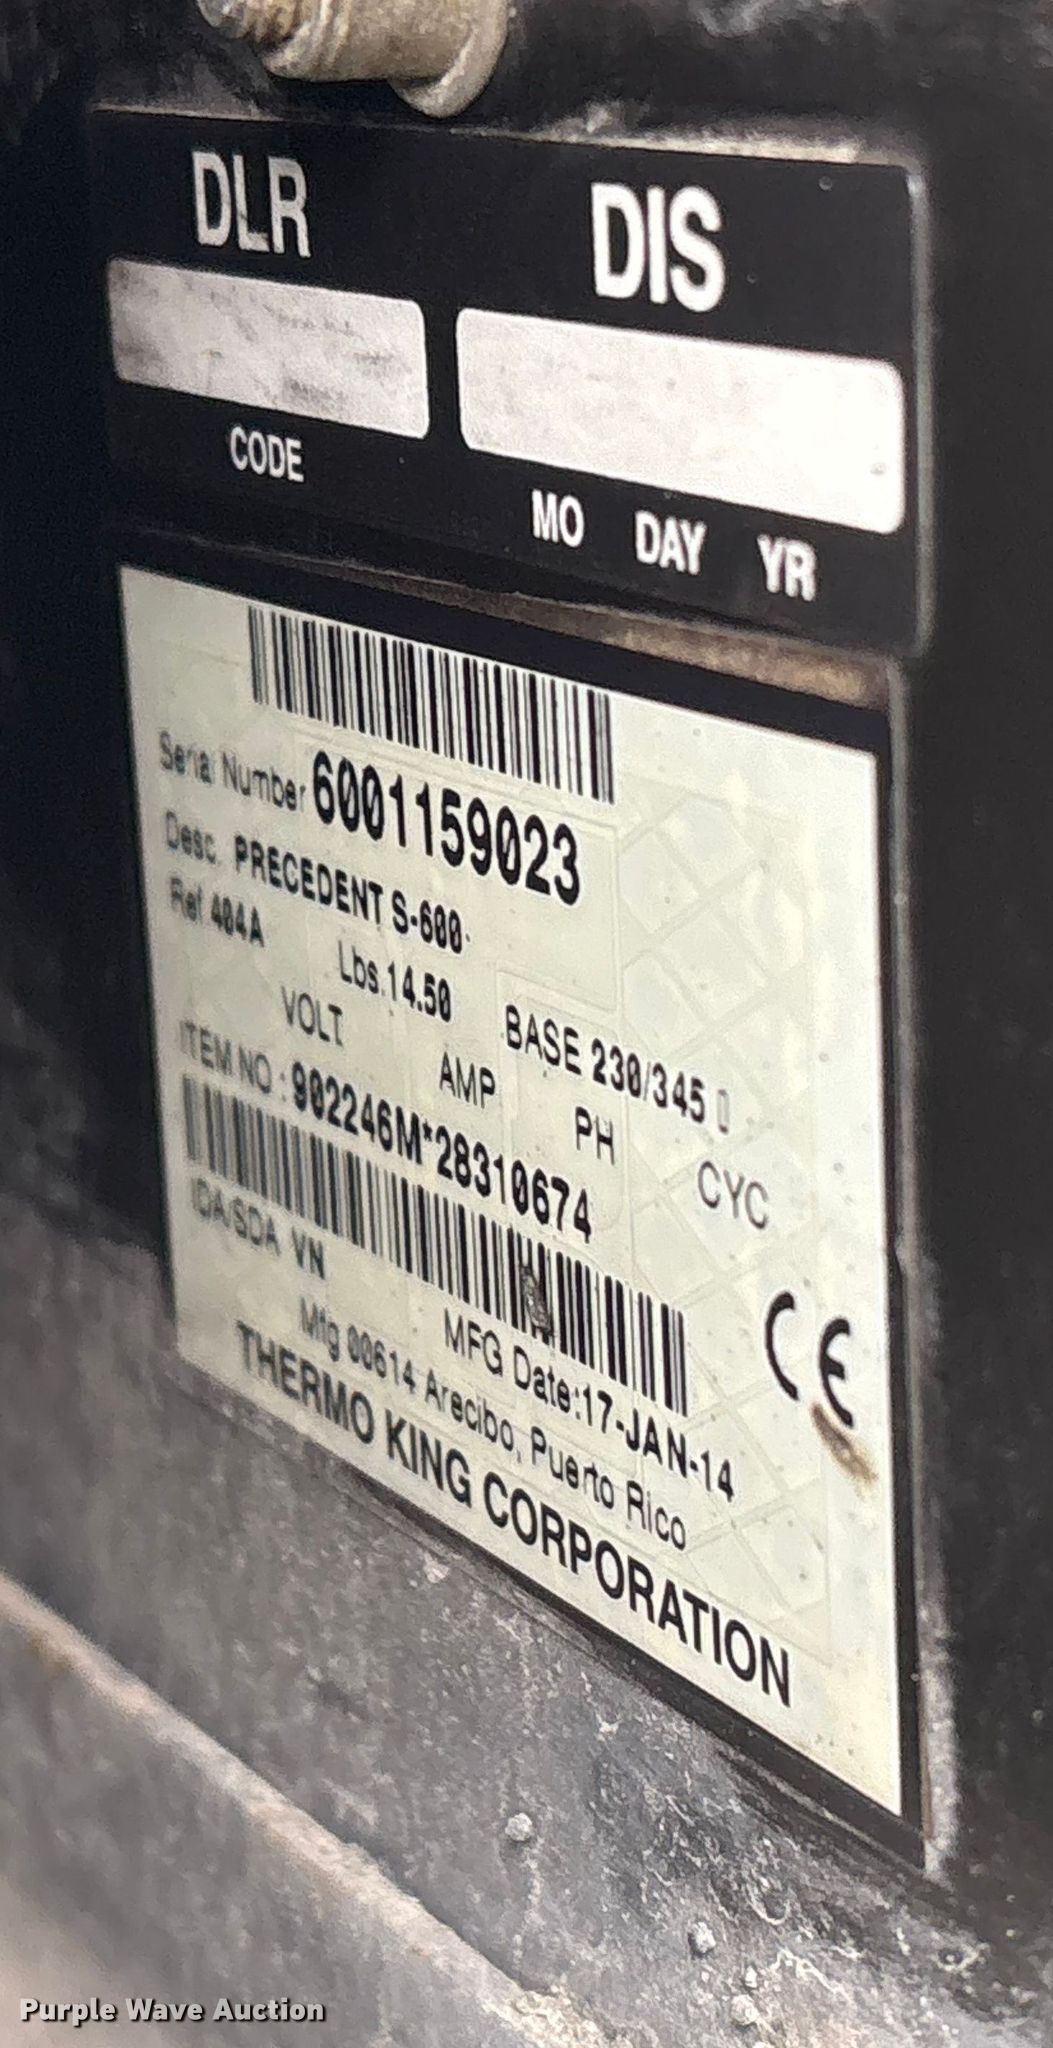 DLR DIS
CODE
MO DAY YR
Serial Number 6001159023
Desc. PRECEDENT S-600
Ref 404A Lbs.14.50 BASE 230/345
VOLT AMP PH CYC
ITEM NO : 902246M*28310674
IDA/SDA VN MFG Date:17-JAN-14
CE
Mfg 00614 Arecibo, Puerto Rico
THERMO KING CORPORATION
Purple Wave Auction